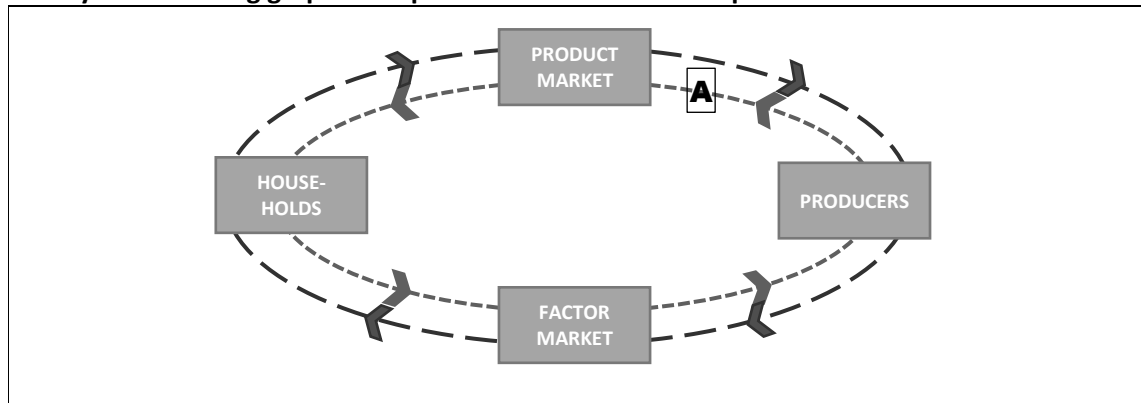 PRODUCT
MARKET
A
HOUSE-
HOLDS
PRODUCERS
FACTOR
MARKET